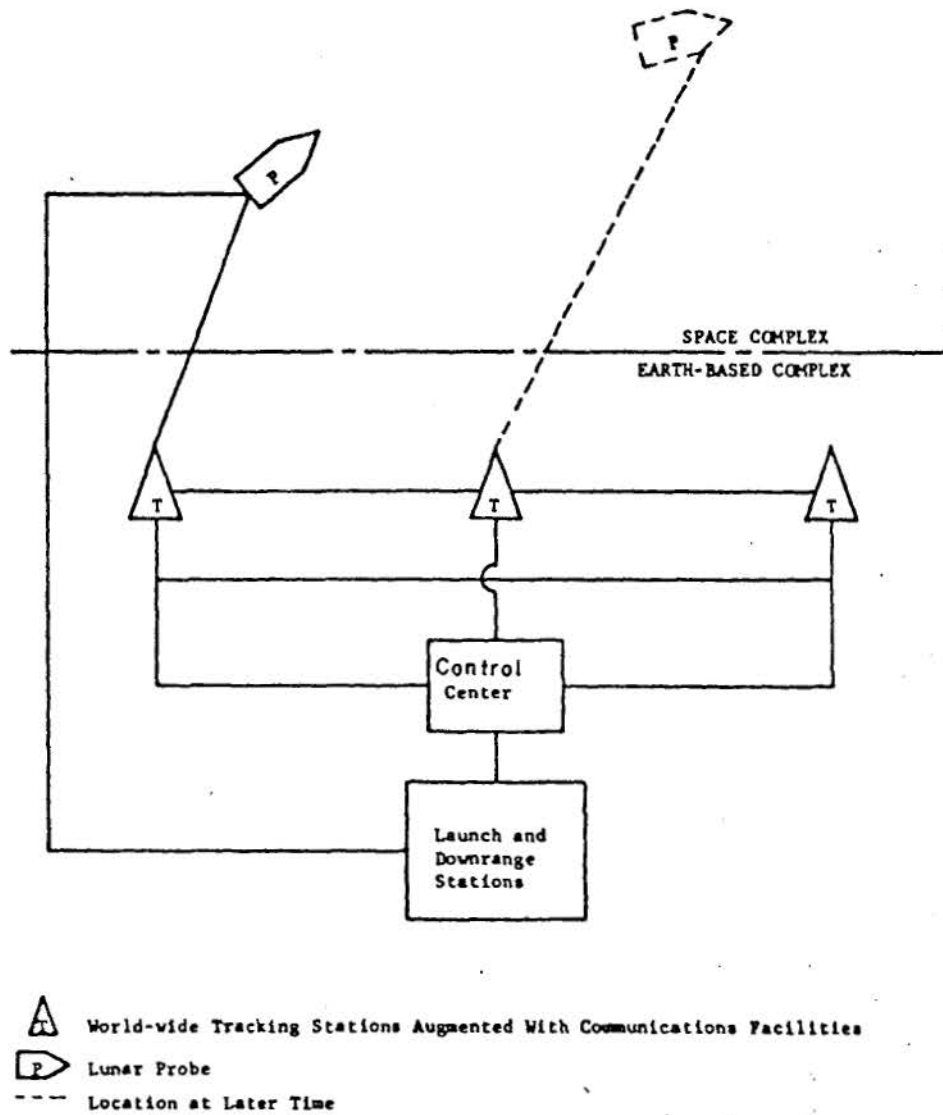 P
P
SPACE COMPLEX
EARTH-BASED COMPLEX
T
T
T
Control
Center
Launch and
Downrange
Stations
T World-wide Tracking Stations Augmented With Communications Facilities
P Lunar Probe
Location at Later Time